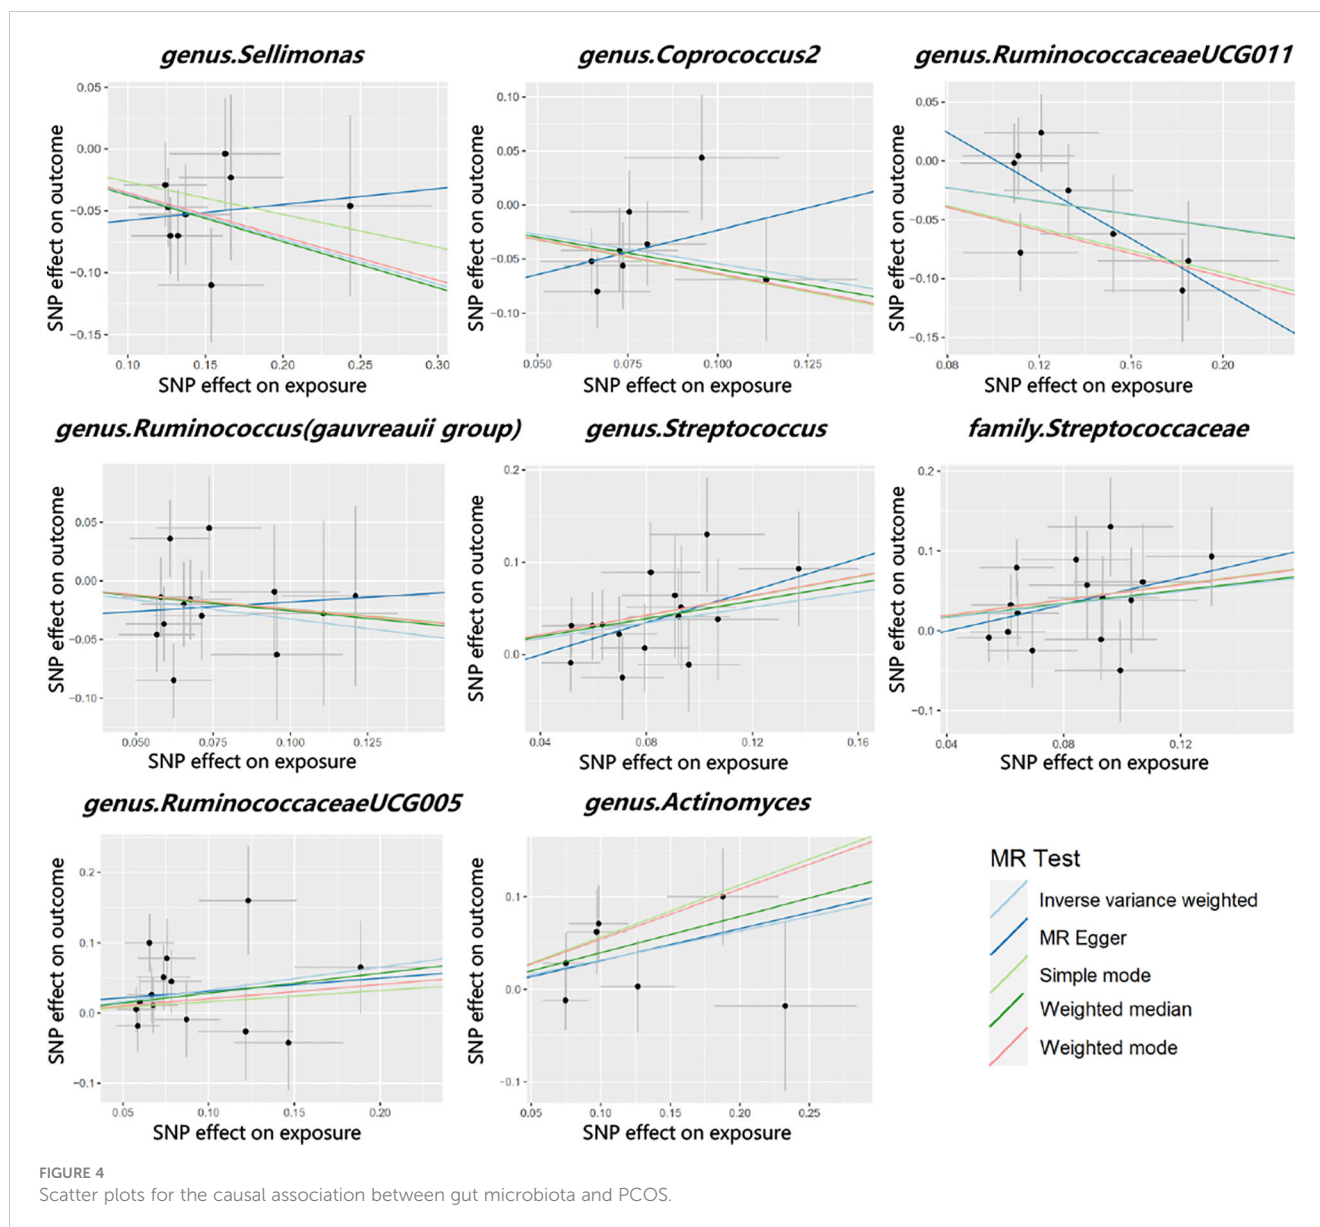 genus.Sellimonas
genus.Coprococcus2
genus.RuminococcaceaeUCG011
SNP effect on outcome
0.05
0.00
−0.05
−0.10
−0.15
0.10
0.15
0.20
0.25
0.30
SNP effect on exposure
SNP effect on outcome
0.10
0.05
0.00
−0.05
−0.10
0.050
0.075
0.100
0.125
SNP effect on exposure
SNP effect on outcome
0.05
0.00
−0.05
−0.10
−0.15
0.08
0.12
0.16
0.20
SNP effect on exposure
genus.Ruminococcus(gauvreauii group)
genus.Streptococcus
family.Streptococcaceae
SNP effect on outcome
0.05
0.00
−0.05
−0.10
0.050
0.075
0.100
0.125
SNP effect on exposure
SNP effect on outcome
0.2
0.1
0.0
0.04
0.08
0.12
0.16
SNP effect on exposure
SNP effect on outcome
0.2
0.1
0.0
−0.1
0.04
0.08
0.12
SNP effect on exposure
genus.RuminococcaceaeUCG005
genus.Actinomyces
SNP effect on outcome
0.2
0.1
0.0
−0.1
0.05
0.10
0.15
0.20
SNP effect on exposure
SNP effect on outcome
0.1
0.0
−0.1
0.05
0.10
0.15
0.20
0.25
SNP effect on exposure
MR Test
Inverse variance weighted
MR Egger
Simple mode
Weighted median
Weighted mode
FIGURE 4
Scatter plots for the causal association between gut microbiota and PCOS.